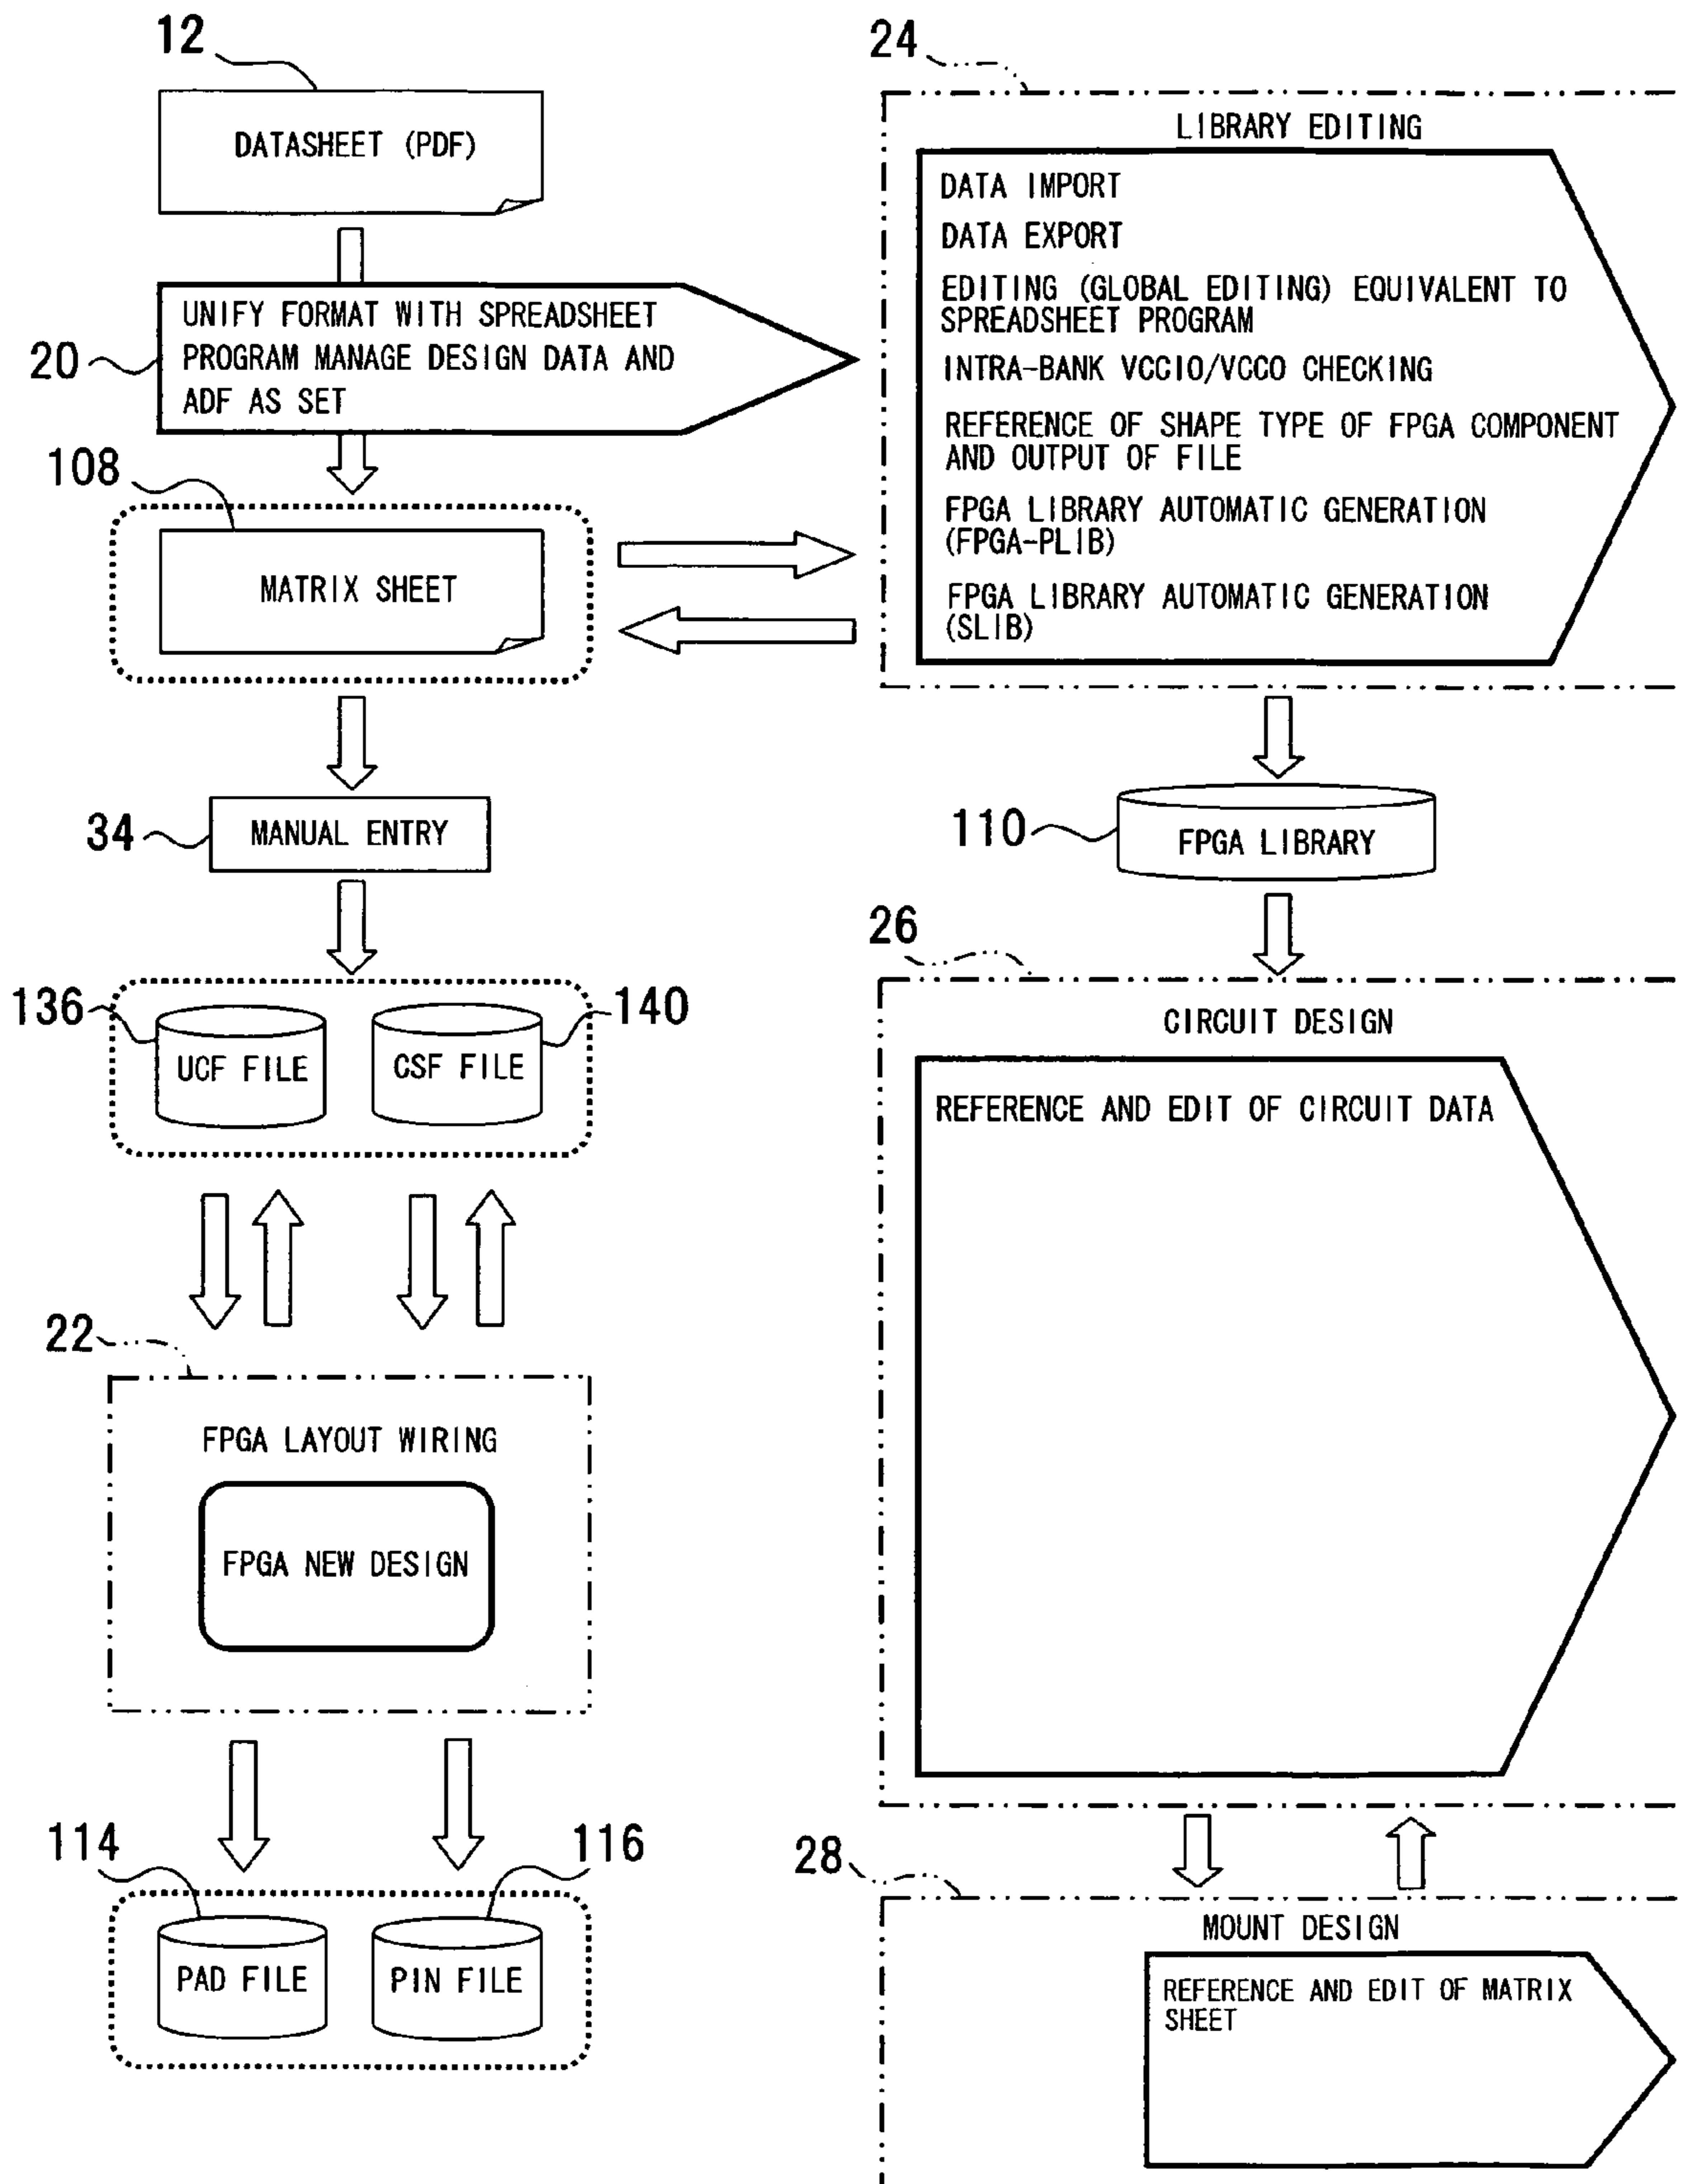 12
DATASHEET (PDF)
20
UNIFY FORMAT WITH SPREADSHEET
PROGRAM MANAGE DESIGN DATA AND
ADF AS SET
108
MATRIX SHEET
34
MANUAL ENTRY
136
UCF FILE
CSF FILE
140
22
FPGA LAYOUT WIRING
FPGA NEW DESIGN
114
116
PAD FILE
PIN FILE
24
LIBRARY EDITING
DATA IMPORT
DATA EXPORT
EDITING (GLOBAL EDITING) EQUIVALENT TO
SPREADSHEET PROGRAM
INTRA-BANK VCCIO/VCCO CHECKING
REFERENCE OF SHAPE TYPE OF FPGA COMPONENT
AND OUTPUT OF FILE
FPGA LIBRARY AUTOMATIC GENERATION
(FPGA-PLIB)
FPGA LIBRARY AUTOMATIC GENERATION
(SLIB)
110
FPGA LIBRARY
26
CIRCUIT DESIGN
REFERENCE AND EDIT OF CIRCUIT DATA
28
MOUNT DESIGN
REFERENCE AND EDIT OF MATRIX
SHEET